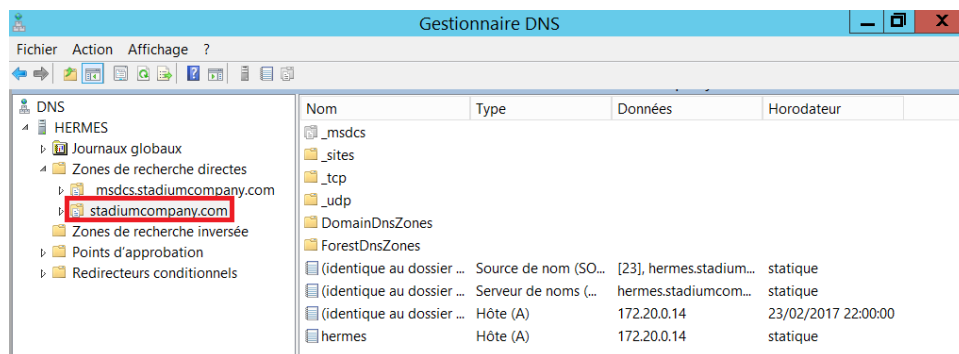 Gestionnaire DNS
Fichier Action Affichage ?
DNS
HERMES
Journaux globaux
Zones de recherche directes
msdcs.stadiumcompany.com
stadiumcompany.com
Zones de recherche inversée
Points d'approbation
Redirecteurs conditionnels
Nom Type Données Horodateur
_msdcs
_sites
_tcp
_udp
DomainDnsZones
ForestDnsZones
(identique au dossier ... Source de nom (SO... [23], hermes.stadium... statique
(identique au dossier ... Serveur de noms (... hermes.stadiumcom... statique
(identique au dossier ... Hôte (A) 172.20.0.14 23/02/2017 22:00:00
hermes Hôte (A) 172.20.0.14 statique